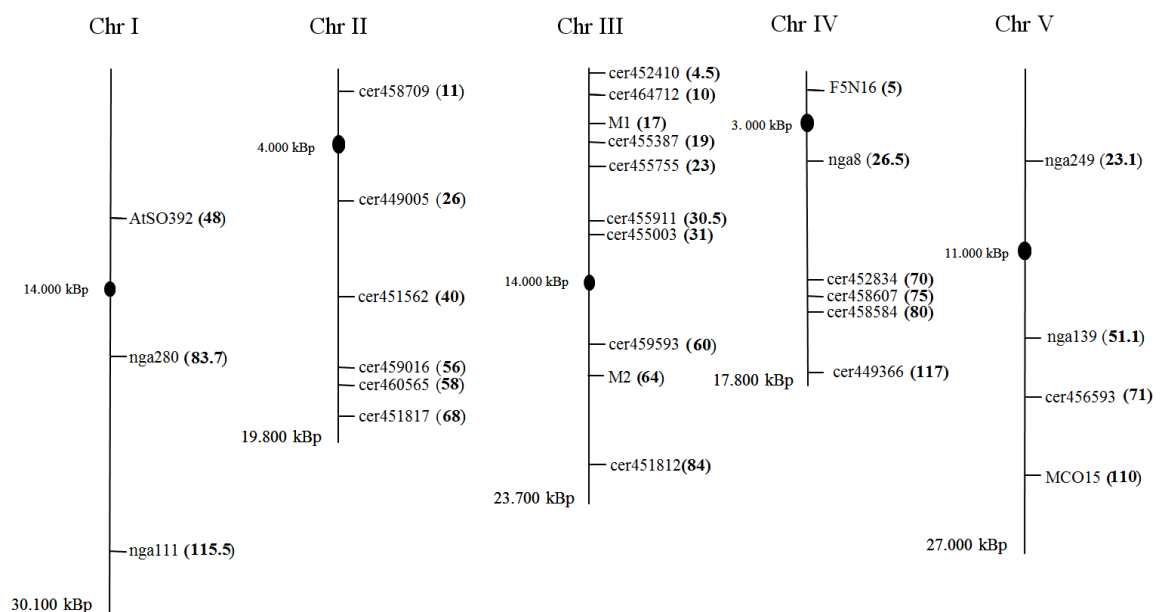 Chr I
Chr II
Chr III
Chr IV
Chr V
AtSO392 (48)
14.000 kBp
nga280 (83.7)
nga111 (115.5)
30.100 kBp
cer458709 (11)
4.000 kBp
cer449005 (26)
cer451562 (40)
cer459016 (56)
cer460565 (58)
cer451817 (68)
19.800 kBp
cer452410 (4.5)
cer464712 (10)
M1 (17)
cer455387 (19)
cer455755 (23)
cer455911 (30.5)
cer455003 (31)
14.000 kBp
cer459593 (60)
M2 (64)
cer451812(84)
23.700 kBp
F5N16 (5)
3. 000 kBp
nga8 (26.5)
cer452834 (70)
cer458607 (75)
cer458584 (80)
cer449366 (117)
17.800 kBp
nga249 (23.1)
11.000 kBp
nga139 (51.1)
cer456593 (71)
MCO15 (110)
27.000 kBp